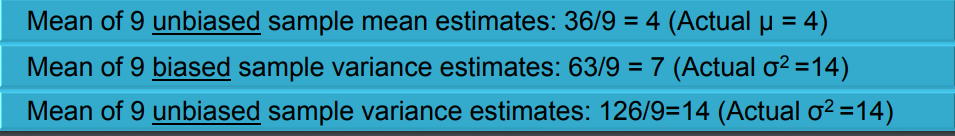 Mean of 9 unbiased sample mean estimates: 36/9 = 4 (Actual μ = 4)
Mean of 9 biased sample variance estimates: 63/9 = 7 (Actual σ² =14)
Mean of 9 unbiased sample variance estimates: 126/9=14 (Actual σ² =14)